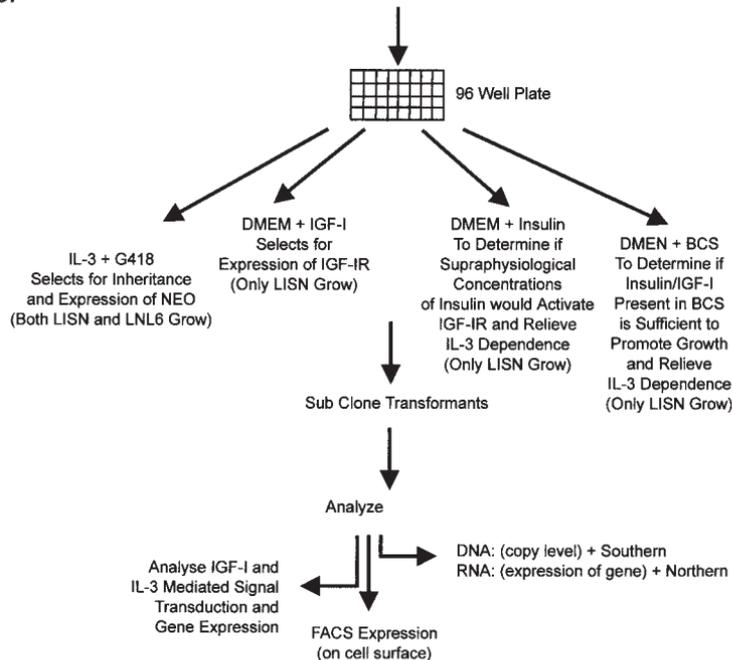 96 Well Plate
IL-3 + G418
Selects for Inheritance
and Expression of NEO
(Both LISN and LNL6 Grow)
DMEM + IGF-I
Selects for
Expression of IGF-IR
(Only LISN Grow)
DMEM + Insulin
To Determine if
Supraphysiological
Concentrations
of Insulin would Activate
IGF-IR and Relieve
IL-3 Dependence
(Only LISN Grow)
DMEN + BCS
To Determine if
Insulin/IGF-I
Present in BCS
is Sufficient to
Promote Growth
and Relieve
IL-3 Dependence
(Only LISN Grow)
Sub Clone Transformants
Analyze
Analyse IGF-I and
IL-3 Mediated Signal
Transduction and
Gene Expression
FACS Expression
(on cell surface)
DNA: (copy level) + Southern
RNA: (expression of gene) + Northern